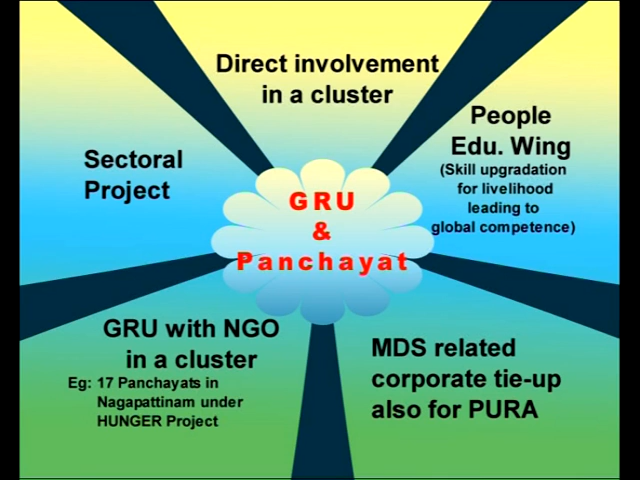 Direct involvement
in a cluster
People
Edu. Wing
(Skill upgradation
for livelihood
leading to
global competence)
Sectoral
Project
GRU
&
Panchayat
GRU with NGO
in a cluster
Eg: 17 Panchayats in
Nagapattinam under
HUNGER Project
MDS related
corporate tie-up
also for PURA